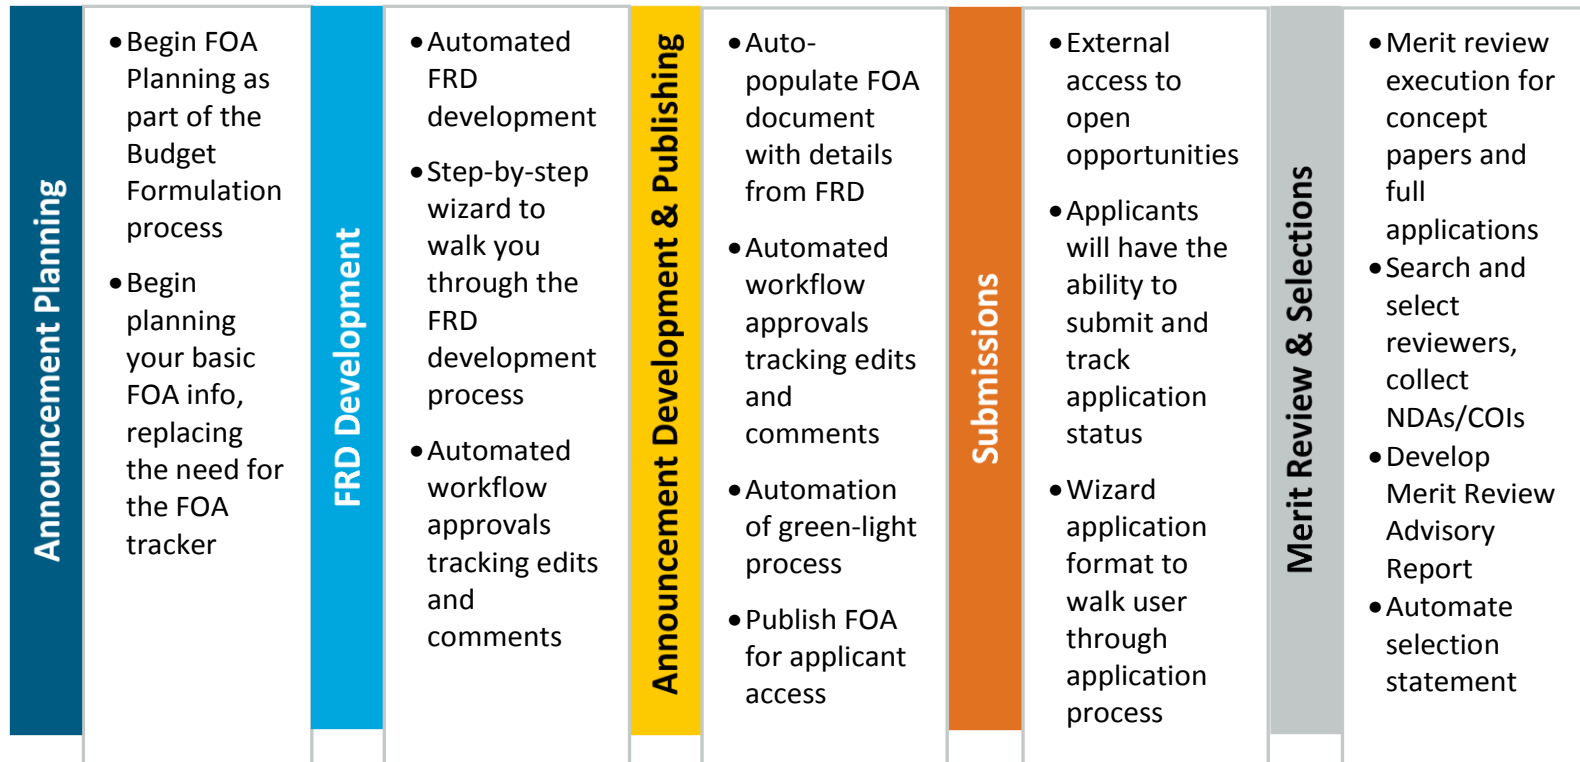 Announcement Planning
•Begin FOA
Planning as
part of the
Budget
Formulation
process
•Begin
planning
your basic
FOA info,
replacing
the need for
the FOA
tracker
FRD Development
•Automated
FRD
development
•Step-by-step
wizard to
walk you
through the
FRD
development
process
•Automated
workflow
approvals
tracking edits
and
comments
Announcement Development & Publishing
•Auto-
populate FOA
document
with details
from FRD
•Automated
workflow
approvals
tracking edits
and
comments
•Automation
of green-light
process
•Publish FOA
for applicant
access
Submissions
•External
access to
open
opportunities
•Applicants
will have the
ability to
submit and
track
application
status
•Wizard
application
format to
walk user
through
application
process
Merit Review & Selections
•Merit review
execution for
concept
papers and
full
applications
•Search and
select
reviewers,
collect
NDAs/COIs
•Develop
Merit Review
Advisory
Report
•Automate
selection
statement